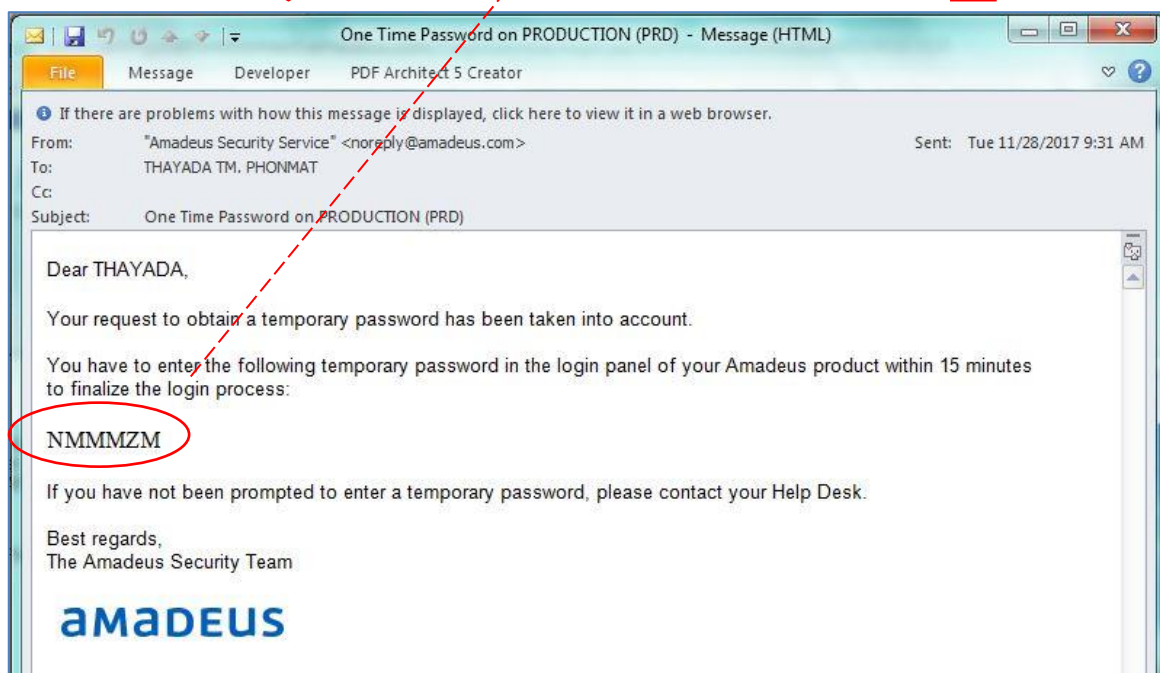 One Time Password on PRODUCTION (PRD) - Message (HTML)
File Message Developer PDF Architect 5 Creator
If there are problems with how this message is displayed, click here to view it in a web browser.
From: "Amadeus Security Service" <noreply@amadeus.com> Sent: Tue 11/28/2017 9:31 AM
To: THAYADA TM. PHONMAT
Cc:
Subject: One Time Password on PRODUCTION (PRD)
Dear THAYADA,
Your request to obtain a temporary password has been taken into account.
You have to enter the following temporary password in the login panel of your Amadeus product within 15 minutes
to finalize the login process:
NMMMZM
If you have not been prompted to enter a temporary password, please contact your Help Desk.
Best regards,
The Amadeus Security Team
amadeus